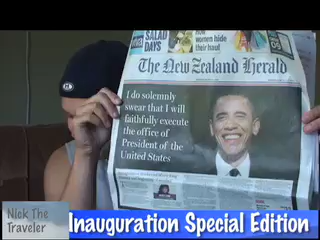 SALAD
DAYS
women hide
their haul
The New Zealand Herald
I do solemnly
swear that I will
faithfully execute
the office of
President of the
United States
Nick The
Traveler
Inauguration Special Edition